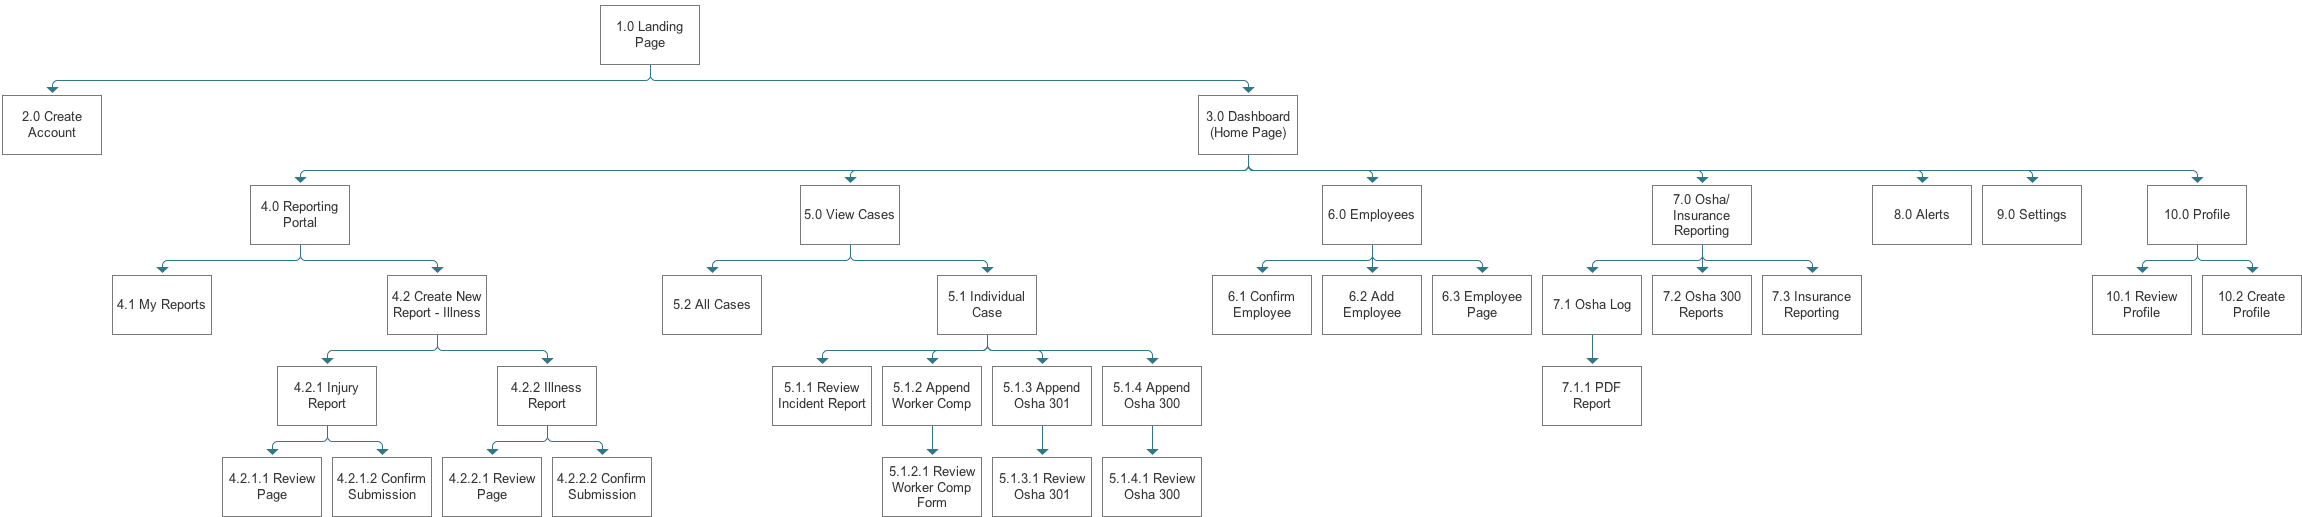 1.0 Landing
Page
2.0 Create
Account
3.0 Dashboard
(Home Page)
4.0 Reporting
Portal
5.0 View Cases
6.0 Employees
7.0 Osha/
Insurance
Reporting
8.0 Alerts
9.0 Settings
10.0 Profile
4.1 My Reports
4.2 Create New
Report - Illness
5.2 All Cases
5.1 Individual
Case
6.1 Confirm
Employee
6.2 Add
Employee
6.3 Employee
Page
7.1 Osha Log
7.2 Osha 300
Reports
7.3 Insurance
Reporting
10.1 Review
Profile
10.2 Create
Profile
4.2.1 Injury
Report
4.2.2 Illness
Report
5.1.1 Review
Incident Report
5.1.2 Append
Worker Comp
5.1.3 Append
Osha 301
5.1.4 Append
Osha 300
7.1.1 PDF
Report
4.2.1.1 Review
Page
4.2.1.2 Confirm
Submission
4.2.2.1 Review
Page
4.2.2.2 Confirm
Submission
5.1.2.1 Review
Worker Comp
Form
5.1.3.1 Review
Osha 301
5.1.4.1 Review
Osha 300